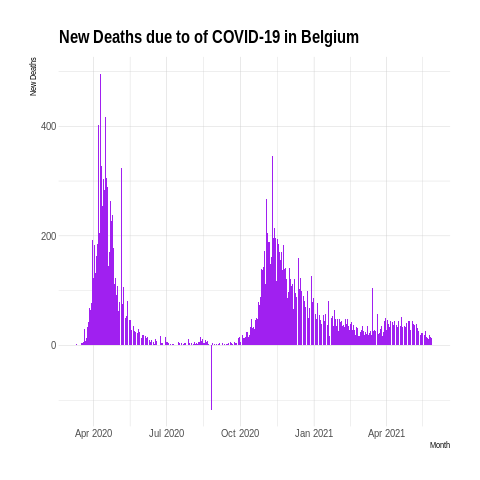 New Deaths due to of COVID-19 in Belgium
New Deaths
400
200
0
Apr 2020 Jul 2020 Oct 2020 Jan 2021 Apr 2021
Month